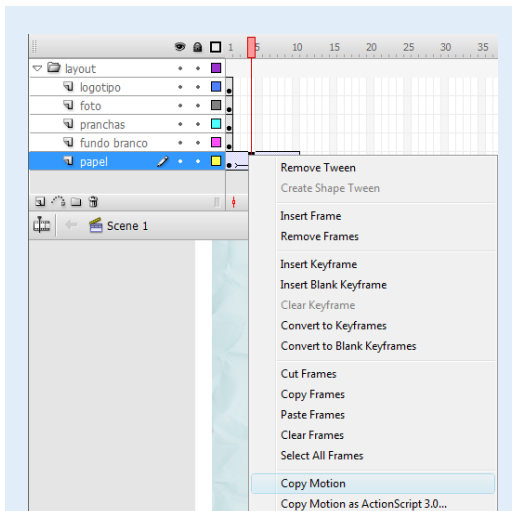 1 5 10 15 20 25 30 35
layout
logotipo
foto
pranchas
fundo branco
papel
Scene 1
Remove Tween
Create Shape Tween
Insert Frame
Remove Frames
Insert Keyframe
Insert Blank Keyframe
Clear Keyframe
Convert to Keyframes
Convert to Blank Keyframes
Cut Frames
Copy Frames
Paste Frames
Clear Frames
Select All Frames
Copy Motion
Copy Motion as ActionScript 3.0...